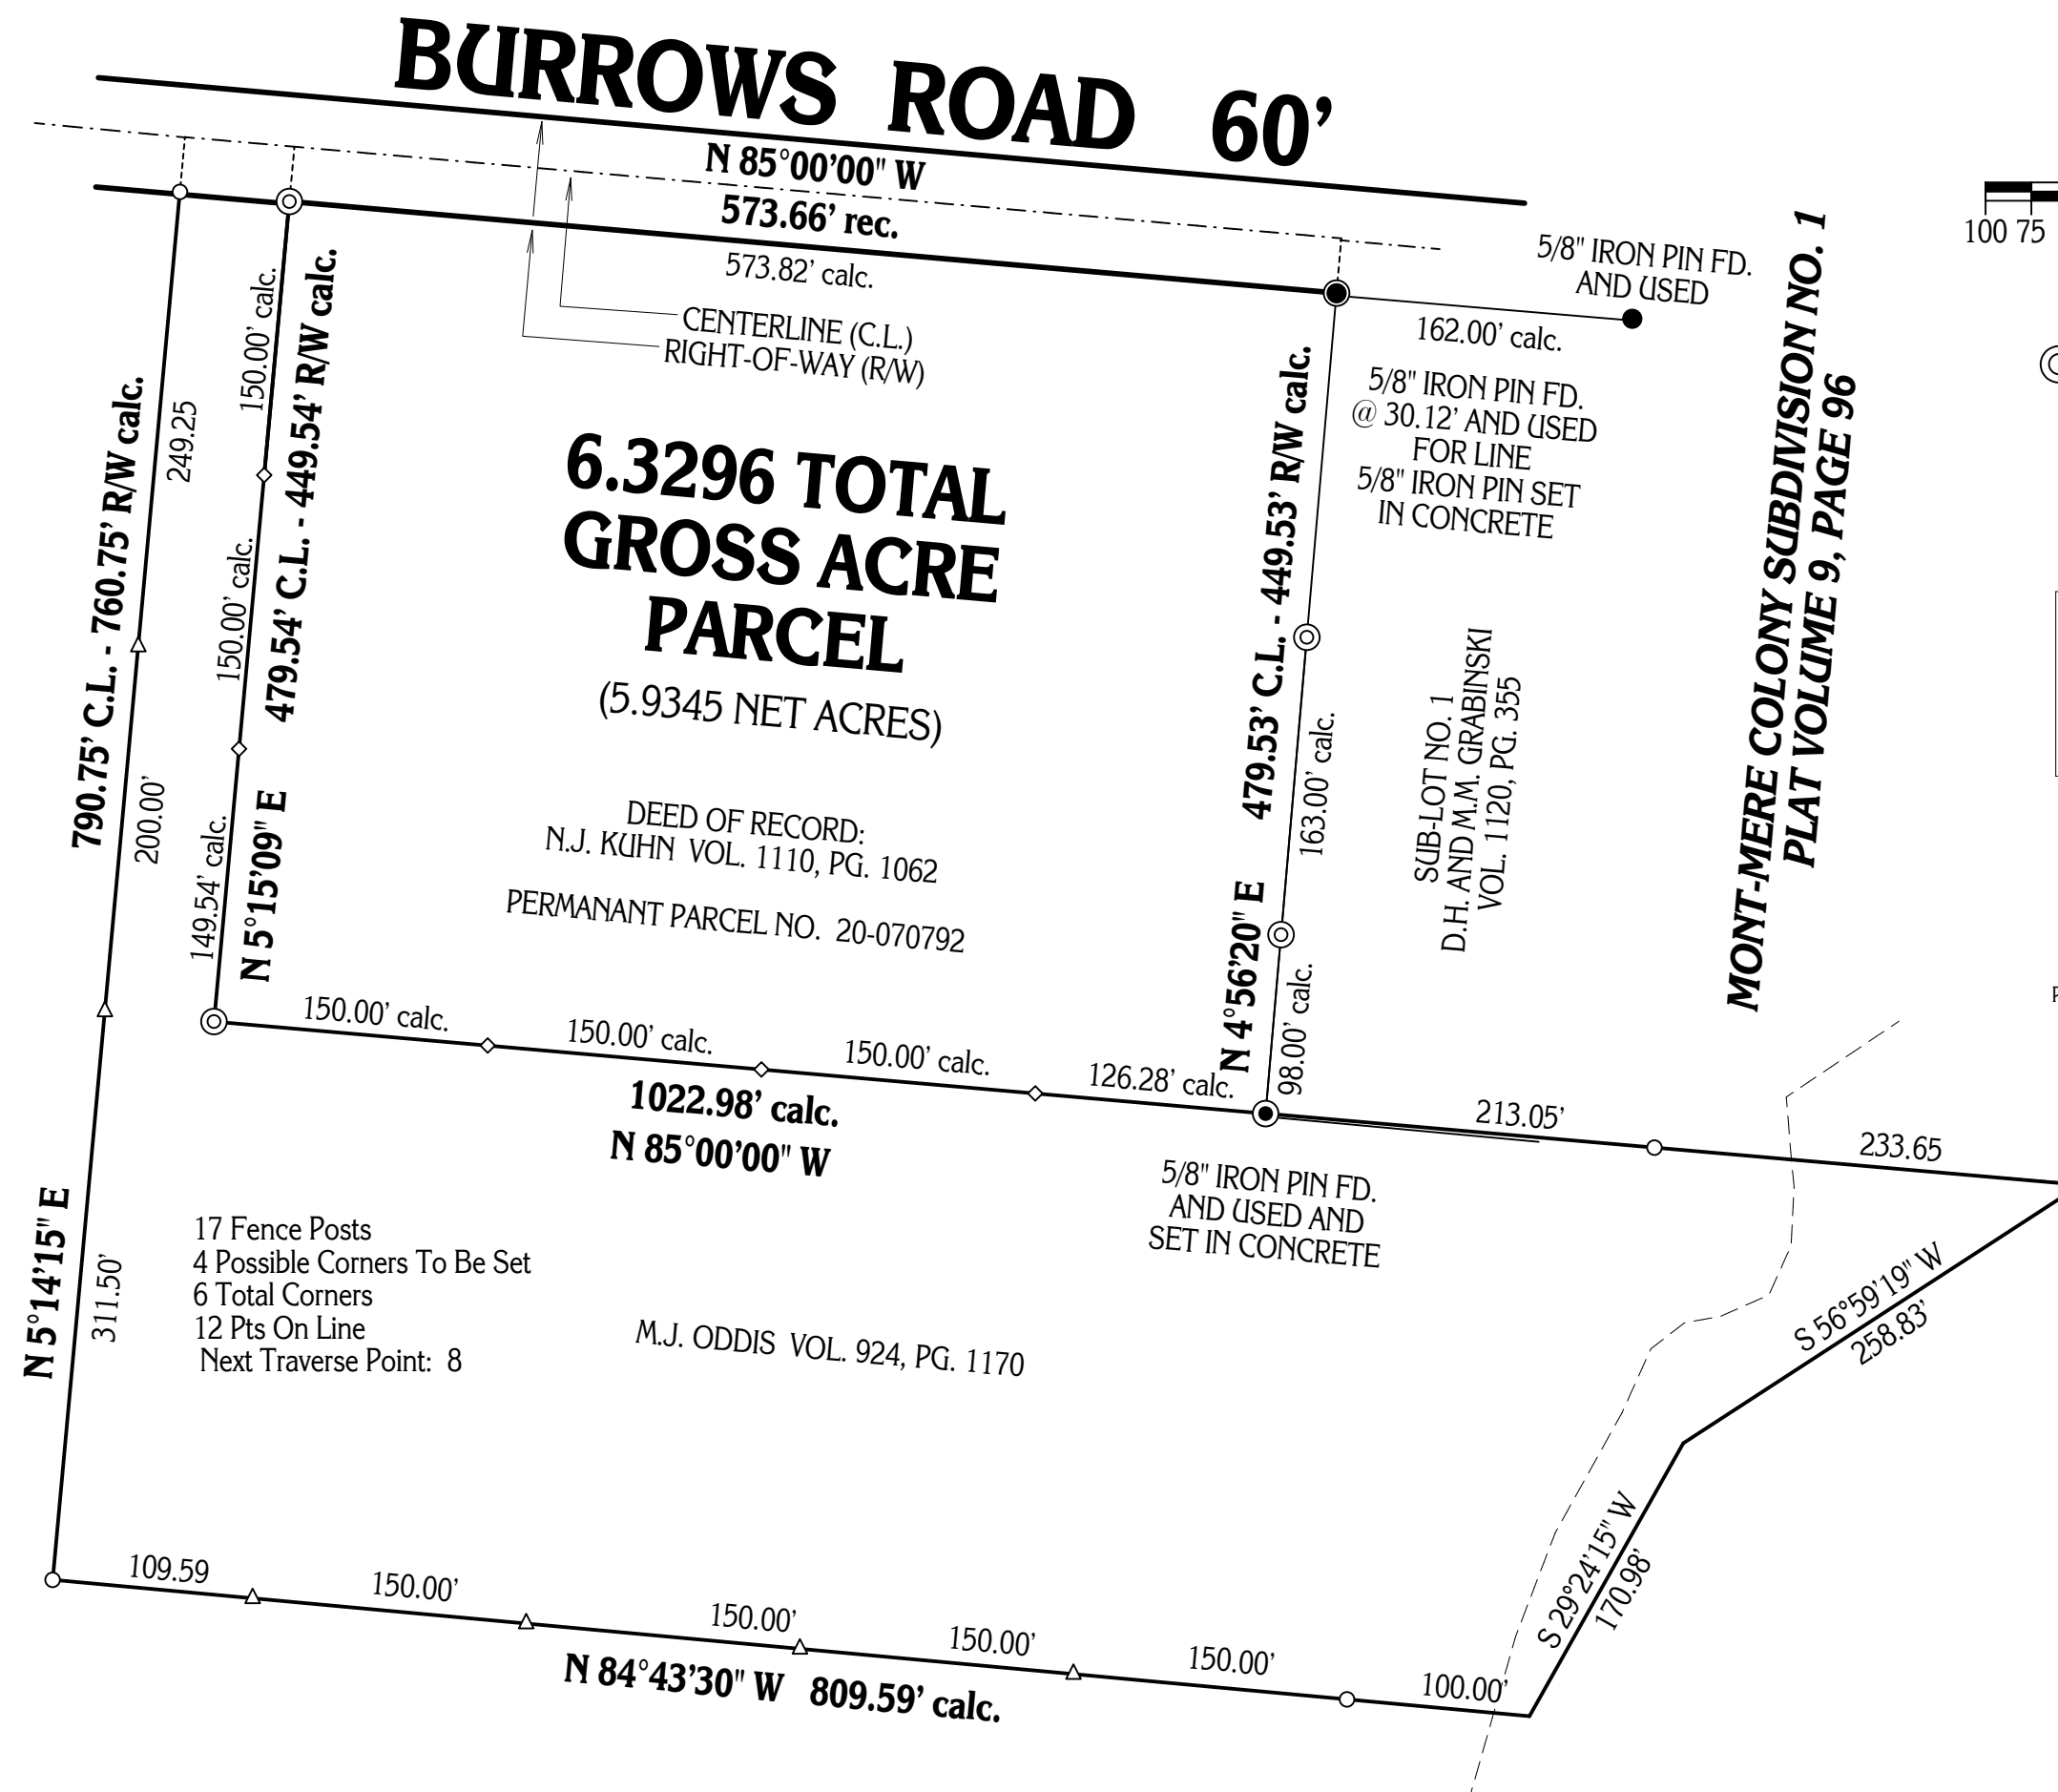 BURROWS ROAD 60'
N 85°00'00" W
573.66' rec.
573.82' calc.
CENTERLINE (C.L.)
RIGHT-OF-WAY (R/W)
5/8" IRON PIN FD.
AND USED
162.00' calc.
100 75
5/8" IRON PIN FD.
@ 30.12' AND USED
FOR LINE
5/8" IRON PIN SET
IN CONCRETE
MONT-MERE COLONY SUBDIVISION NO. 1
PLAT VOLUME 9, PAGE 96
790.75' C.L. - 760.75' R/W calc.
N 5°14'15" E
249.25
200.00'
311.50'
150.00' calc.
150.00' calc.
149.54' calc.
479.54' C.L. - 449.54' R/W calc.
N 5°15'09" E
6.3296 TOTAL
GROSS ACRE
PARCEL
(5.9345 NET ACRES)
DEED OF RECORD:
N.J. KUHN VOL. 1110, PG. 1062
PERMANANT PARCEL NO. 20-070792
479.53' C.L. - 449.53' R/W calc.
N 4°56'20" E
163.00' calc.
98.00' calc.
SUB-LOT NO. 1
D.H. AND M.M. GRABINSKI
VOL. 1120, PG. 355
150.00' calc.
150.00' calc.
150.00' calc.
126.28' calc.
213.05'
233.65
1022.98' calc.
N 85°00'00" W
5/8" IRON PIN FD.
AND USED AND
SET IN CONCRETE
17 Fence Posts
4 Possible Corners To Be Set
6 Total Corners
12 Pts On Line
Next Traverse Point: 8
M.J. ODDIS VOL. 924, PG. 1170
S 56°59'19" W
258.83'
S 29°24'15" W
170.98'
109.59
150.00'
150.00'
150.00'
150.00'
100.00'
N 84°43'30" W 809.59' calc.